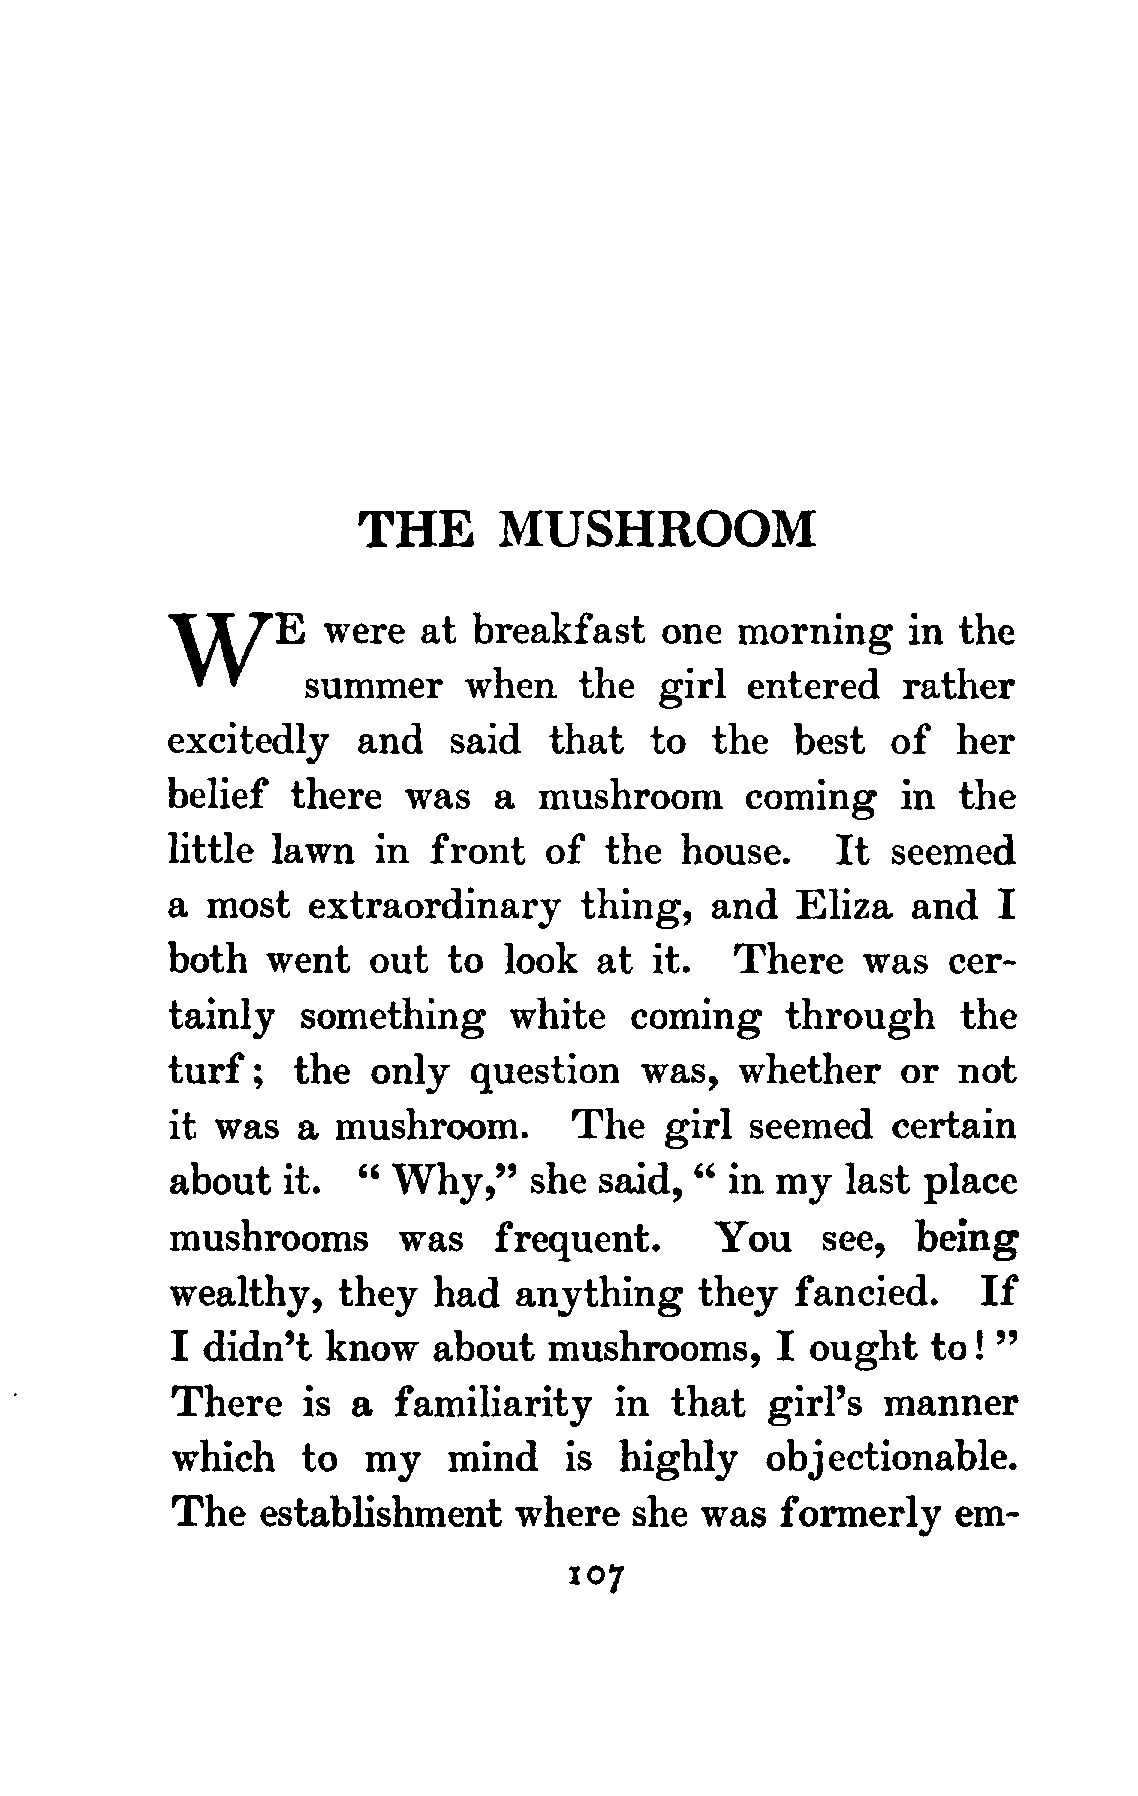 THE MUSHROOM
WE were at breakfast one morning in the
summer when the girl entered rather
excitedly and said that to the best of her
belief there was a mushroom coming in the
little lawn in front of the house. It seemed
a most extraordinary thing, and Eliza and I
both went out to look at it. There was cer-
tainly something white coming through the
turf; the only question was, whether or not
it was a mushroom. The girl seemed certain
about it. “Why,” she said, “in my last place
mushrooms was frequent. You see, being
wealthy, they had anything they fancied. If
I didn’t know about mushrooms, I ought to!”
There is a familiarity in that girl’s manner
which to my mind is highly objectionable.
The establishment where she was formerly em-
107